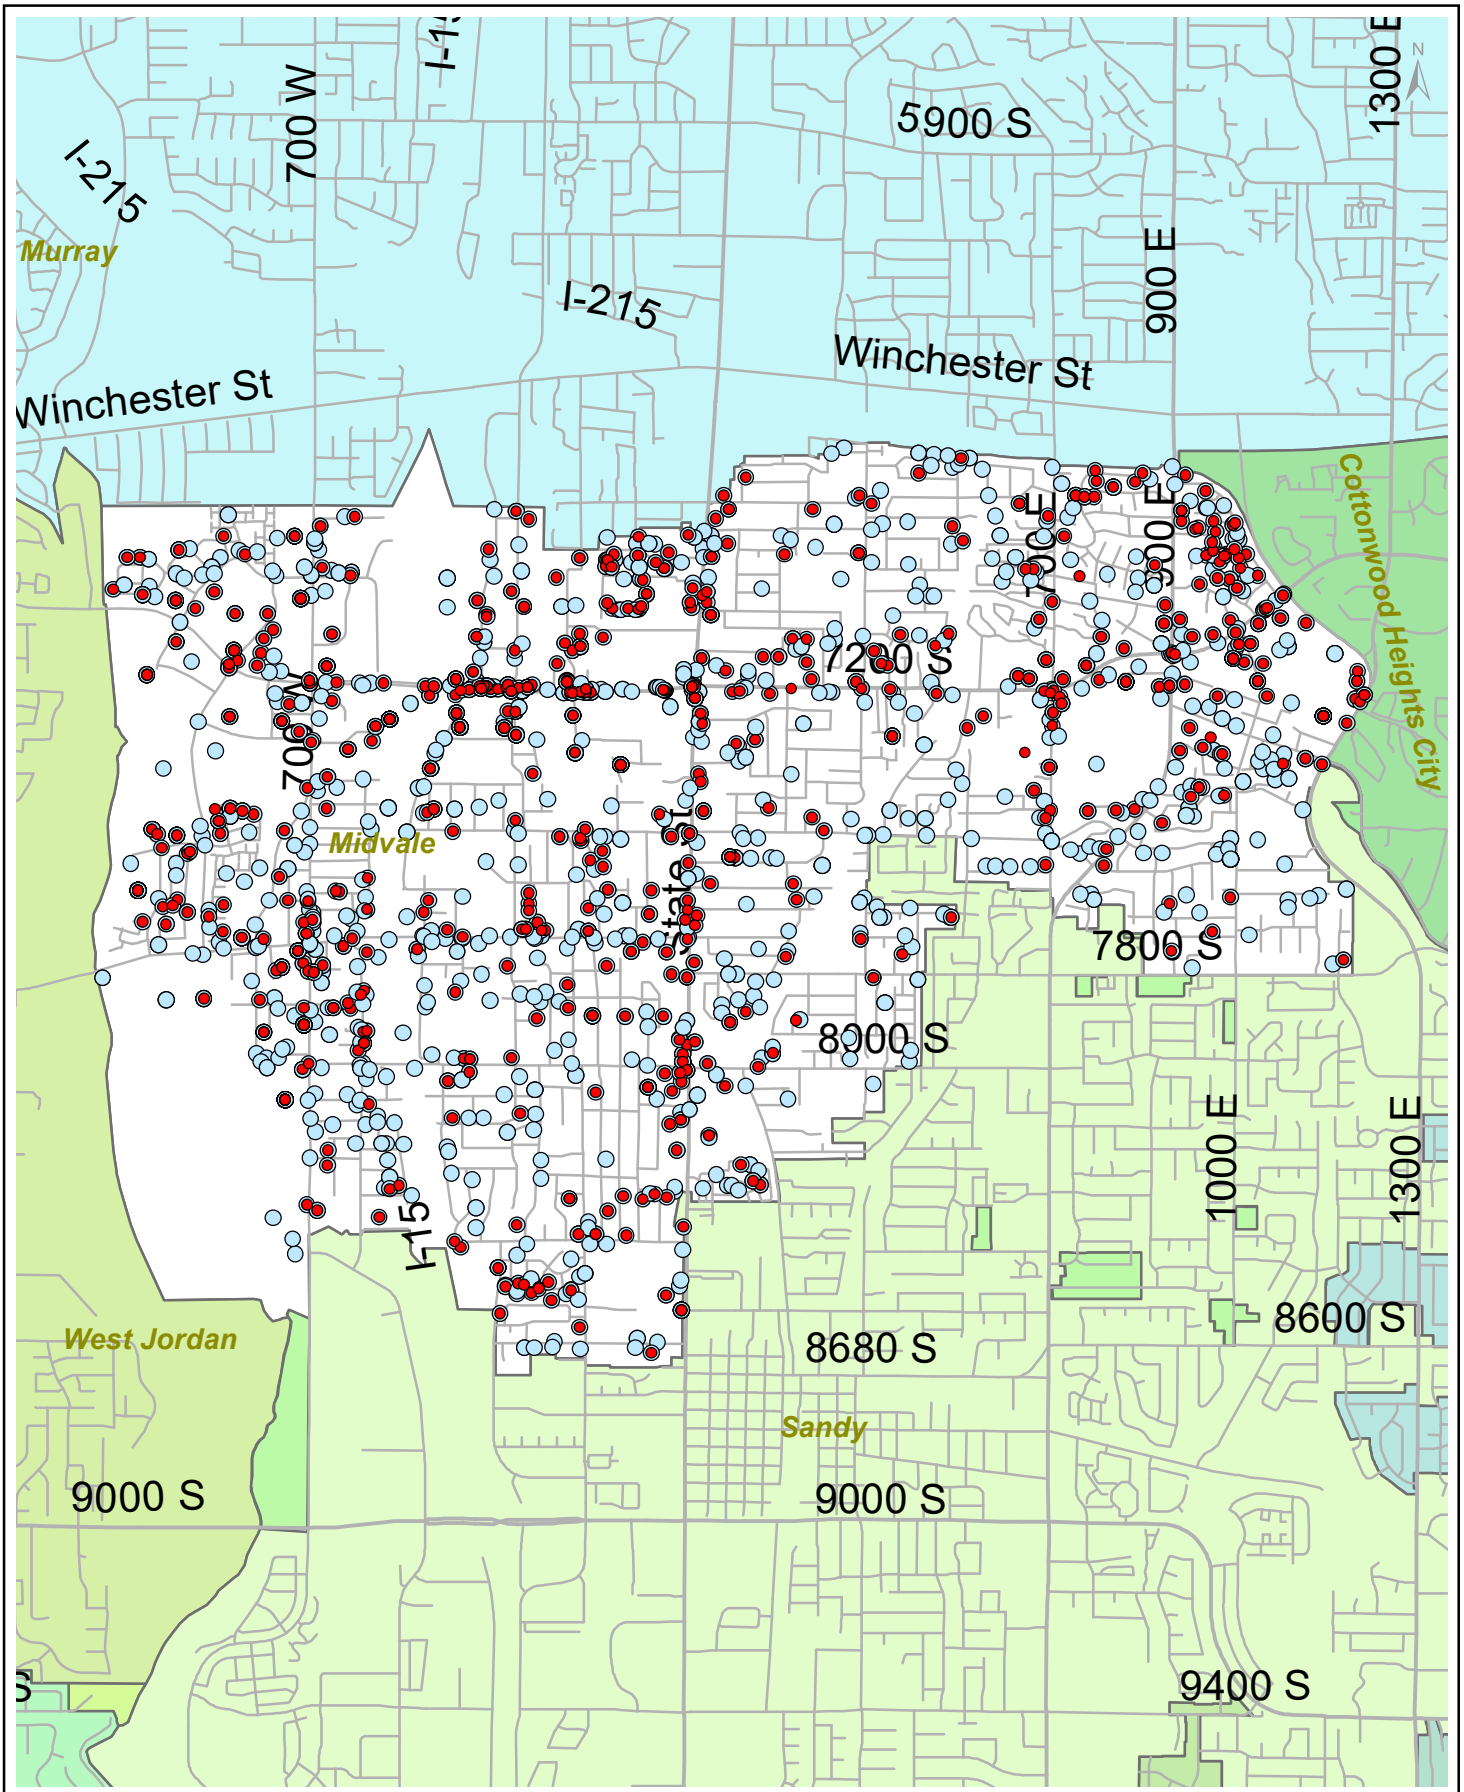 I-15
1300 E
N
700 W
5900 S
I-215
Murray
900 E
I-215
Winchester St
Winchester St
Cottonwood Heights City
700 E
900 E
7200 S
700 W
Midvale
State St
7800 S
8000 S
1000 E
1300 E
I-15
8600 S
West Jordan
8680 S
Sandy
9000 S
9000 S
9400 S
S